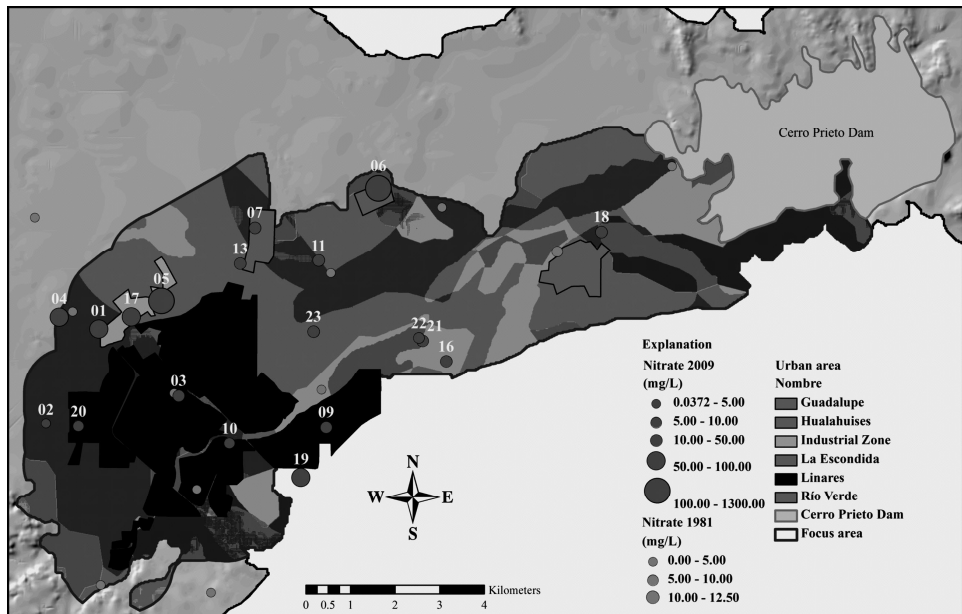 Cerro Prieto Dam
06
07
18
13
11
05
04
01
17
23
22
21
16
03
02
20
10
09
19
N
W
E
S
Kilometers
0
0.5
1
2
3
4
Explanation
Nitrate 2009
(mg/L)
0.0372 - 5.00
5.00 - 10.00
10.00 - 50.00
50.00 - 100.00
100.00 - 1300.00
Nitrate 1981
(mg/L)
0.00 - 5.00
5.00 - 10.00
10.00 - 12.50
Urban area
Nombre
Guadalupe
Hualahuises
Industrial Zone
La Escondida
Linares
Río Verde
Cerro Prieto Dam
Focus area